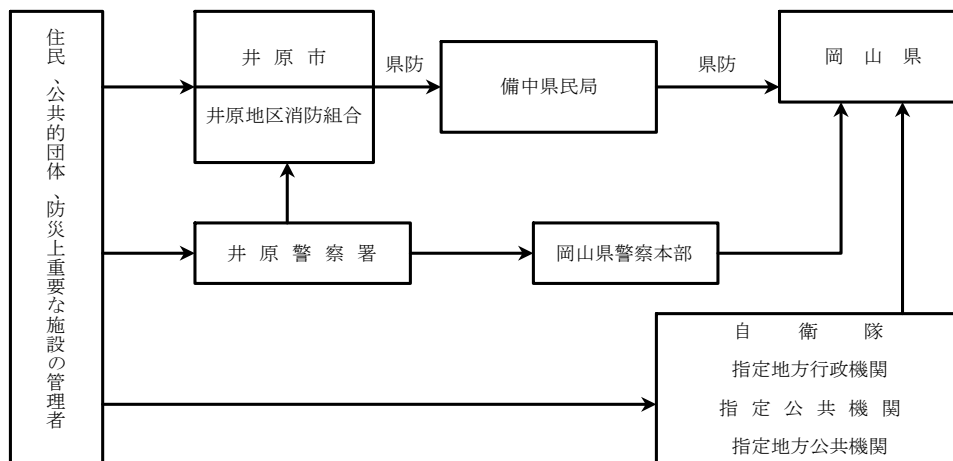 住民、公共的団体、防災上重要な施設の管理者
井原市
井原地区消防組合
県防
備中県民局
県防
岡山県
井原警察署
岡山県警察本部
自衛隊
指定地方行政機関
指定公共機関
指定地方公共機関